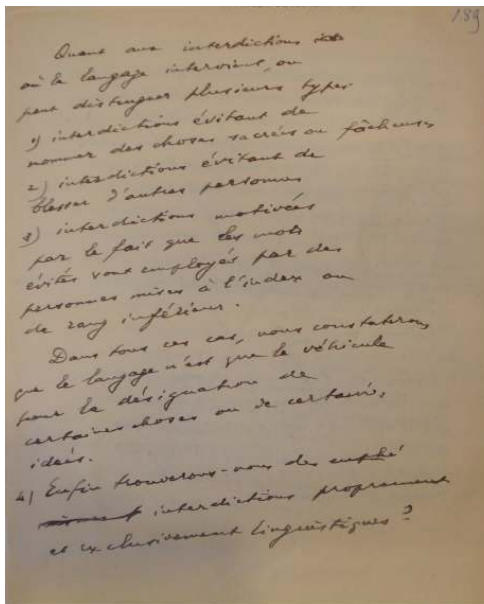 189
Quant aux interdictions
où le langage intervient, on
peut distinguer plusieurs types
1) interdictions évitant de
nommer des choses sacrées ou fâcheuses
2) interdictions évitant de
blesser d'autres personnes
3) interdictions motivées
par le fait que les mots
évités sont employés par des
personnes mises à l'index ou
de rang inférieur.
Dans tous ces cas, nous constaterons
que le langage n'est que le véhicule
pour la désignation de
certaines choses ou de certaines
ideés.
4) Enfin trouverons-nous des
interdictions proprement
et exclusivement linguistiques ?